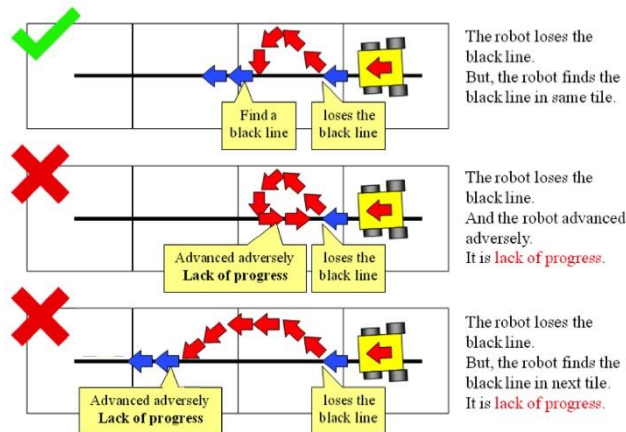 The robot loses the
black line.
But, the robot finds the
black line in same tile.
Find a
black line
loses the
black line
The robot loses the
black line.
And the robot advanced
adversely.
It is lack of progress.
Advanced adversely
Lack of progress
loses the
black line
The robot loses the
black line.
But, the robot finds the
black line in next tile.
It is lack of progress.
Advanced adversely
Lack of progress
loses the
black line